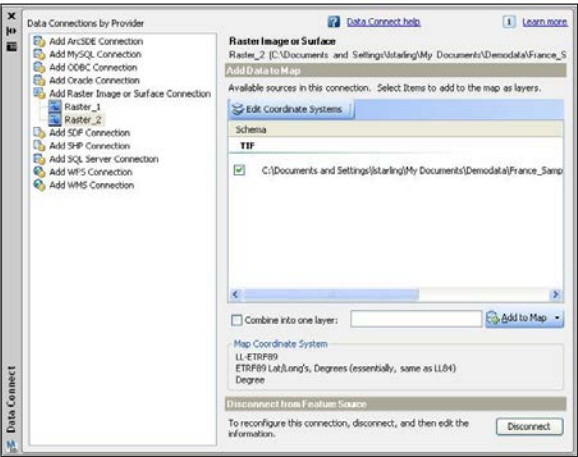 Data Connections by Provider
Add ArcSDE Connection
Add MySQL Connection
Add ODBC Connection
Add Oracle Connection
Add Raster Image or Surface Connection
Raster_1
Raster_2
Add SDF Connection
Add SHP Connection
Add SQL Server Connection
Add WFS Connection
Add WMS Connection
Data Connect
Data Connect help
Learn more
Raster Image or Surface
Raster_2 [C:\Documents and Settings\lstarling\My Documents\Demodata\France_S
Add Data to Map
Available sources in this connection. Select Items to add to the map as layers.
Edit Coordinate Systems
Schema
TIF
C:\Documents and Settings\lstarling\My Documents\Demodata\France_Samp
Combine into one layer:
Add to Map
Map Coordinate System
LL-ETRF89
ETRF89 Lat/Long's, Degrees (essentially, same as LL84)
Degree
Disconnect from Feature Source
To reconfigure this connection, disconnect, and then edit the
information.
Disconnect